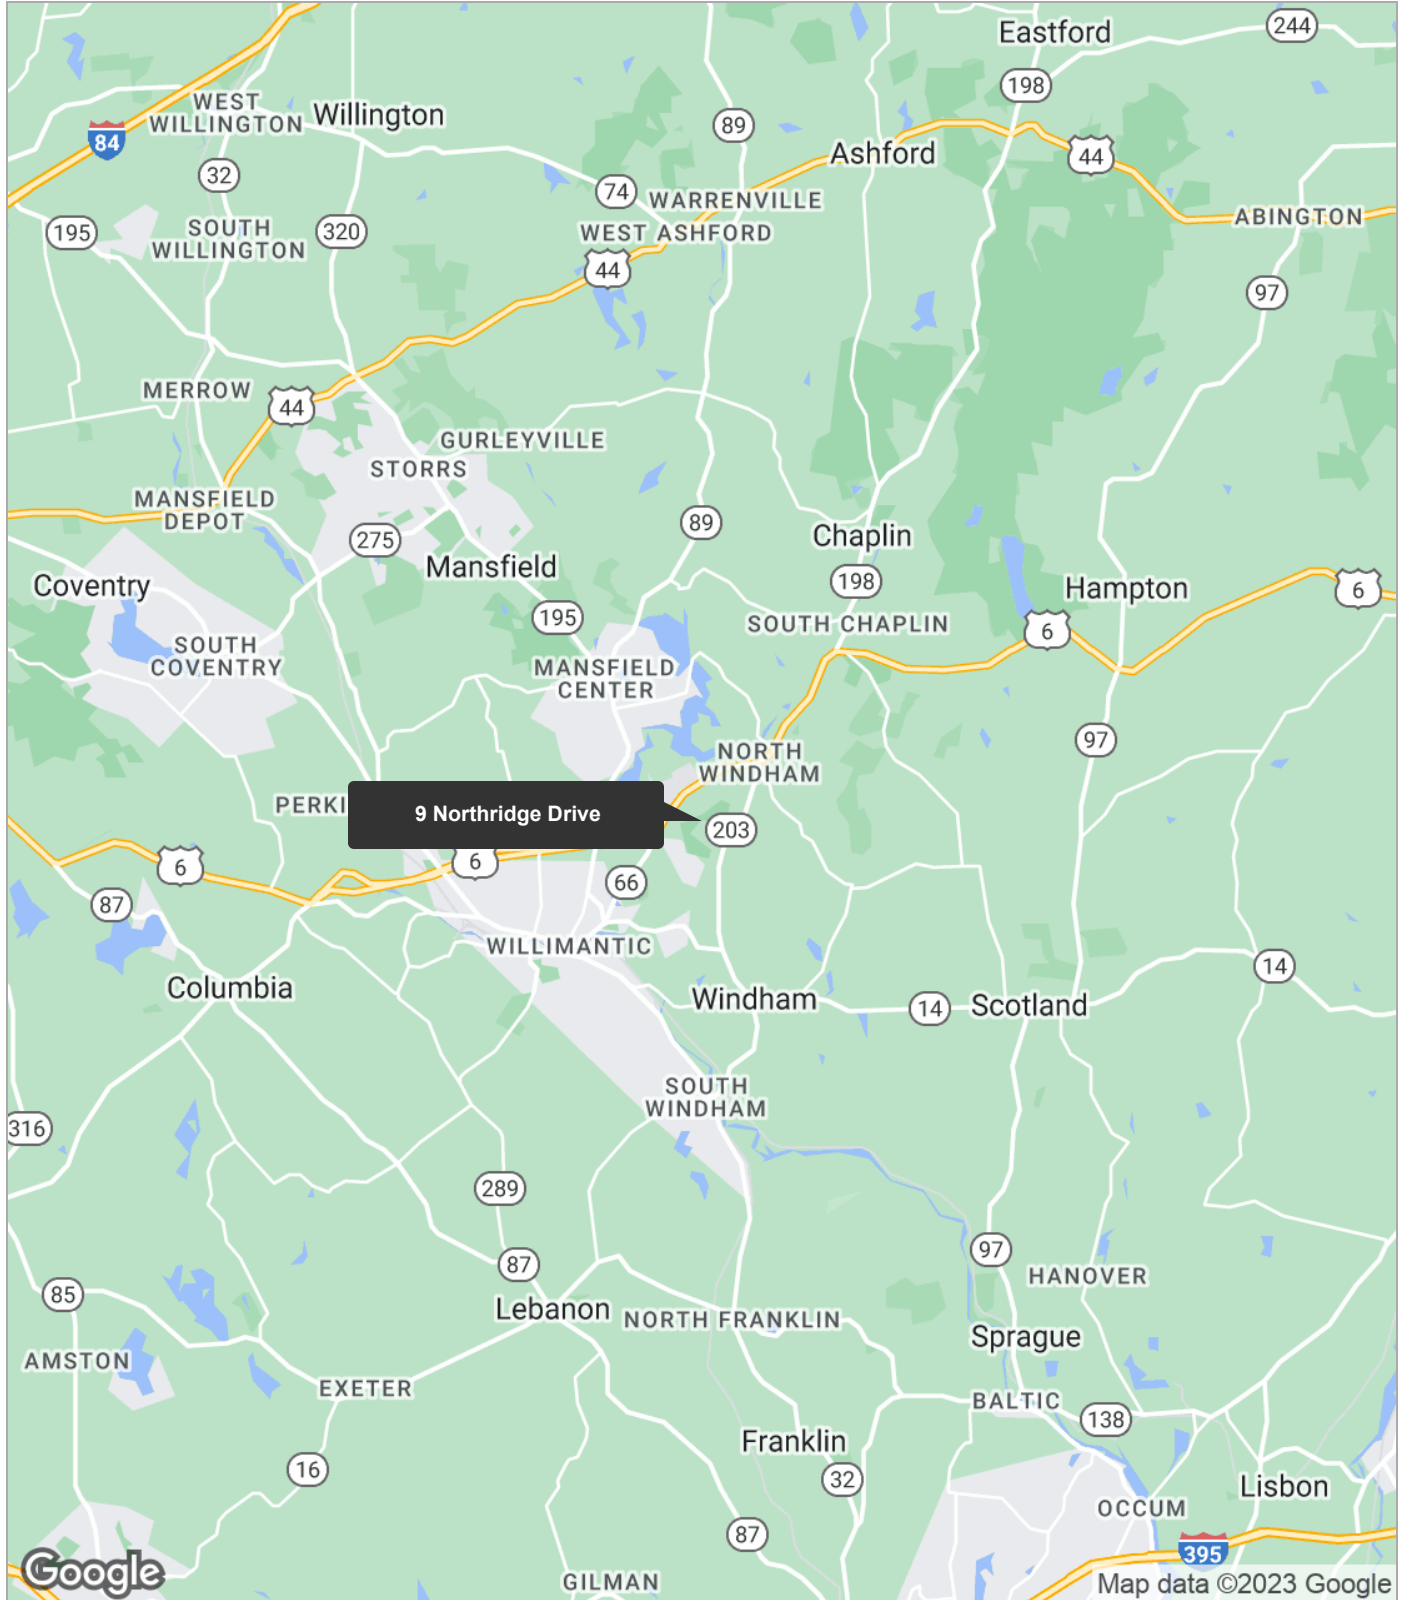 Eastford
244
198
WEST
WILLINGTON
Willington
89
84
Ashford
44
32
74
WARRENVILLE
195
SOUTH
WILLINGTON
320
WEST ASHFORD
ABINGTON
44
97
MERROW
44
GURLEYVILLE
STORRS
MANSFIELD
DEPOT
89
275
Chaplin
Mansfield
198
Coventry
Hampton
6
195
SOUTH CHAPLIN
6
SOUTH
COVENTRY
MANSFIELD
CENTER
97
NORTH
WINDHAM
PERKI
9 Northridge Drive
203
6
6
66
87
WILLIMANTIC
14
Columbia
Windham
14
Scotland
SOUTH
WINDHAM
316
289
97
87
HANOVER
85
Lebanon
NORTH FRANKLIN
Sprague
AMSTON
EXETER
BALTIC
138
Franklin
16
32
Lisbon
OCCUM
87
395
Google
GILMAN
Map data ©2023 Google